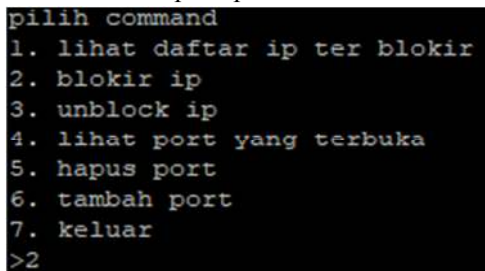 pilih command
1. lihat daftar ip ter blokir
2. blokir ip
3. unblock ip
4. lihat port yang terbuka
5. hapus port
6. tambah port
7. keluar
>2